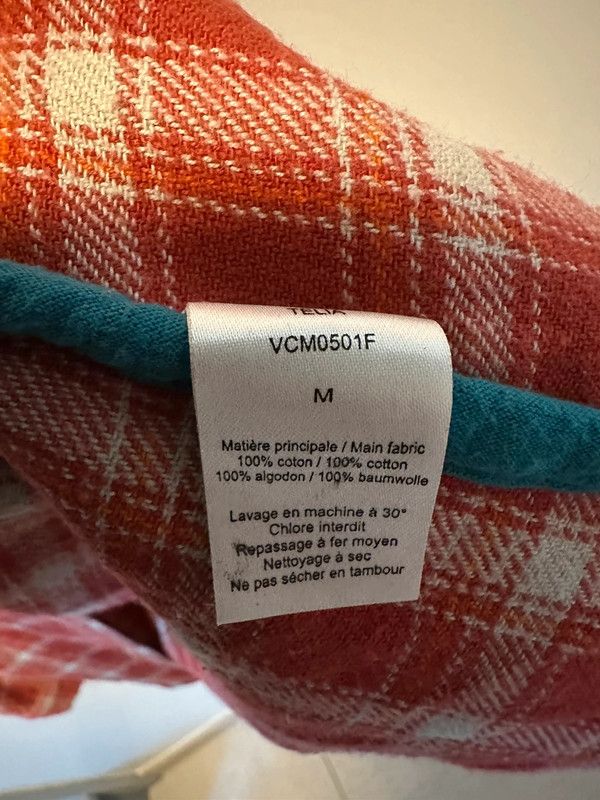 TELIA
VCM0501F
M
Matière principale / Main fabric
100% coton / 100% cotton
100% algodon / 100% baumwolle
Lavage en machine à 30°
Chlore interdit
Repassage à fer moyen
Nettoyage à sec
Ne pas sécher en tambour